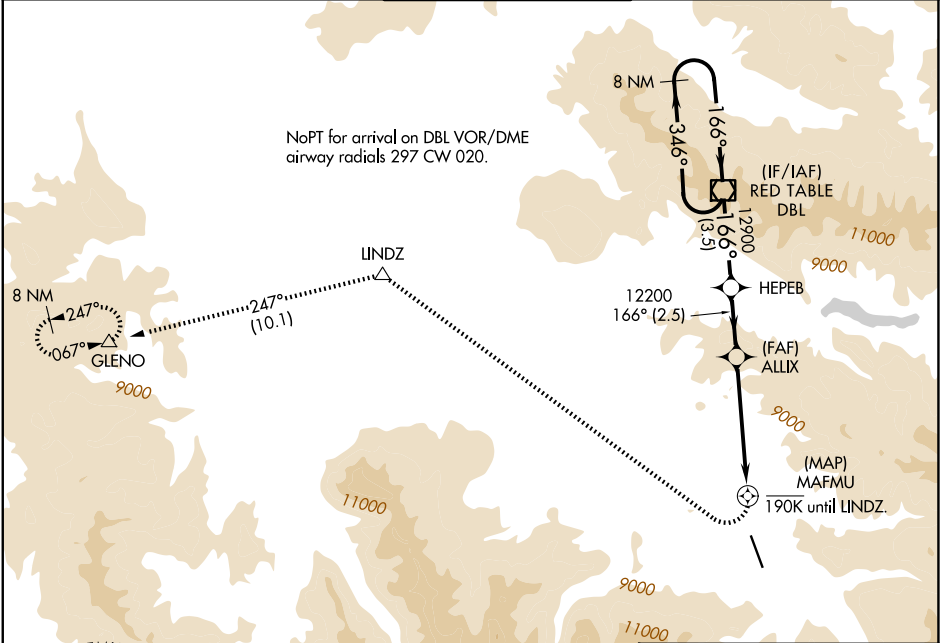 8 NM
NoPT for arrival on DBL VOR/DME
airway radials 297 CW 020.
166°
346°
(IF/IAF)
RED TABLE
DBL
12900
166°
(3.5)
11000
9000
LINDZ
HEPEB
8 NM
247°
247°
(10.1)
12200
166° (2.5)
067°
GLENO
(FAF)
ALLIX
9000
9000
(MAP)
MAFMU
190K until LINDZ.
11000
9000
11000